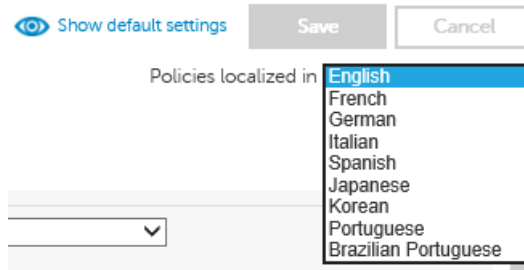 Show default settings Save Cancel
Policies localized in English
French
German
Italian
Spanish
Japanese
Korean
Portuguese
Brazilian Portuguese